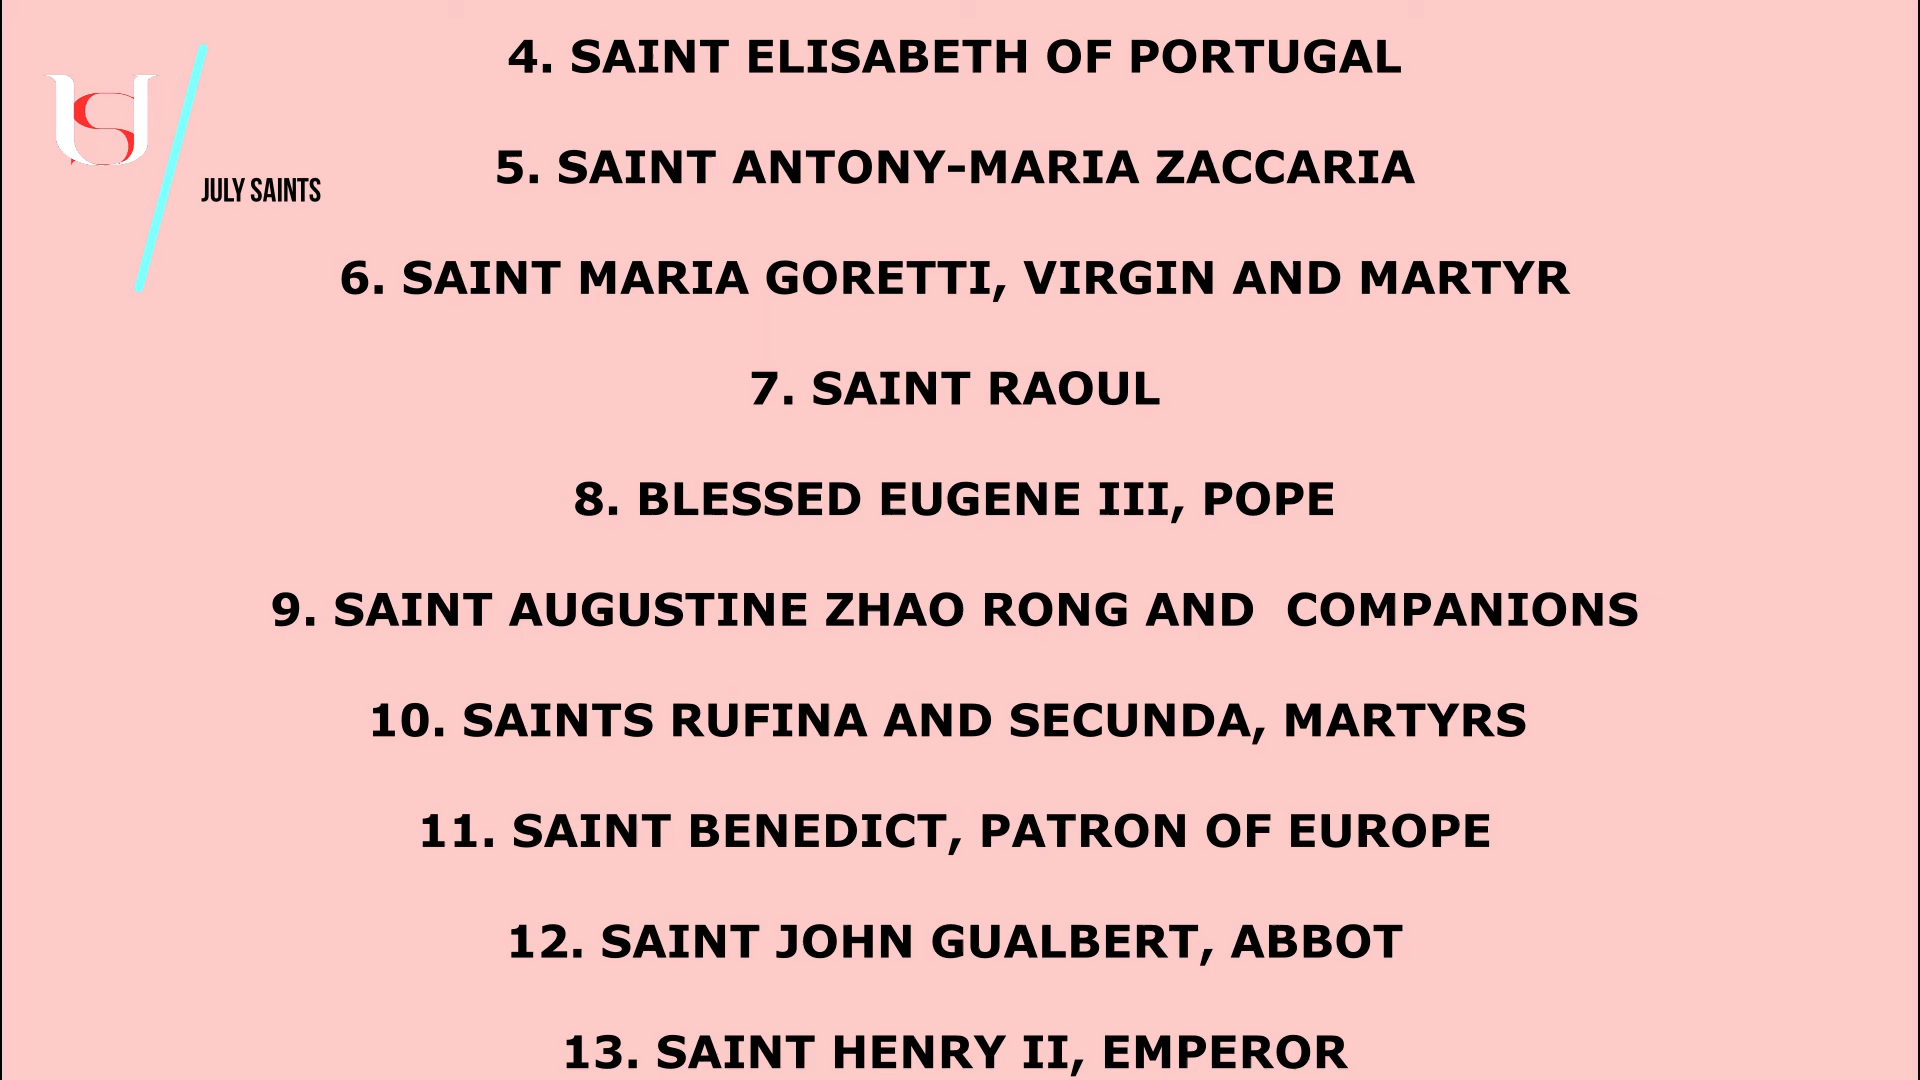 US
JULY SAINTS
4. SAINT ELISABETH OF PORTUGAL
5. SAINT ANTONY-MARIA ZACCARIA
6. SAINT MARIA GORETTI, VIRGIN AND MARTYR
7. SAINT RAOUL
8. BLESSED EUGENE III, POPE
9. SAINT AUGUSTINE ZHAO RONG AND  COMPANIONS
10. SAINTS RUFINA AND SECUNDA, MARTYRS
11. SAINT BENEDICT, PATRON OF EUROPE
12. SAINT JOHN GUALBERT, ABBOT
13. SAINT HENRY II, EMPEROR